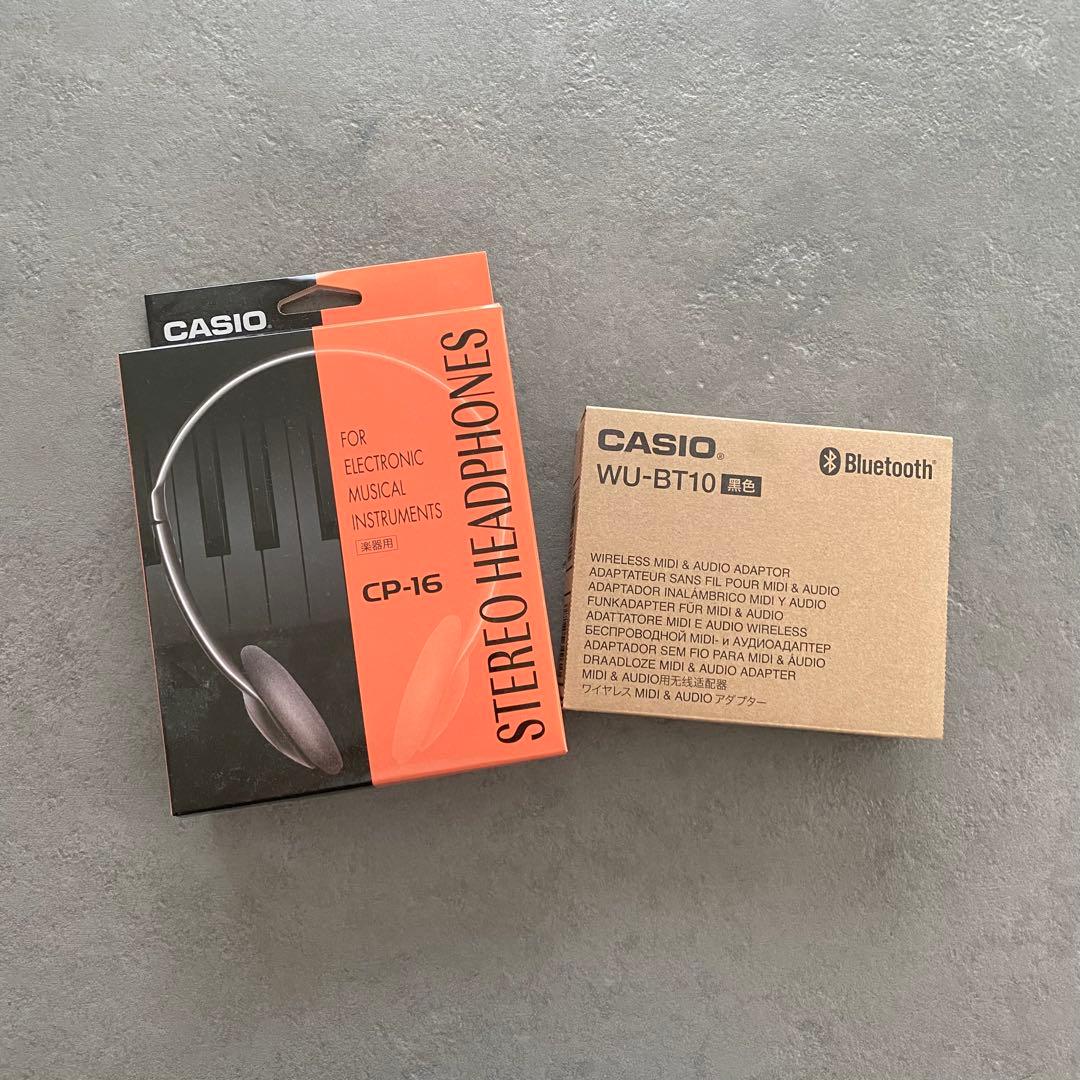 CASIO
FOR
ELECTRONIC
MUSICAL
INSTRUMENTS
楽器用
CP-16
STEREO HEADPHONES
CASIO®
Bluetooth®
WU-BT10 黑色
WIRELESS MIDI & AUDIO ADAPTOR
ADAPTATEUR SANS FIL POUR MIDI & AUDIO
ADAPTADOR INALÁMBRICO MIDI Y AUDIO
FUNKADAPTER FÜR MIDI & AUDIO
ADATTATORE MIDI E AUDIO WIRELESS
БЕСПРОВОДНОЙ MIDI- и АУДИОАДАПТЕР
ADAPTADOR SEM FIO PARA MIDI & ÁUDIO
DRAADLOZE MIDI & AUDIO ADAPTER
MIDI & AUDIO用无线适配器
ワイヤレス MIDI & AUDIO アダプター